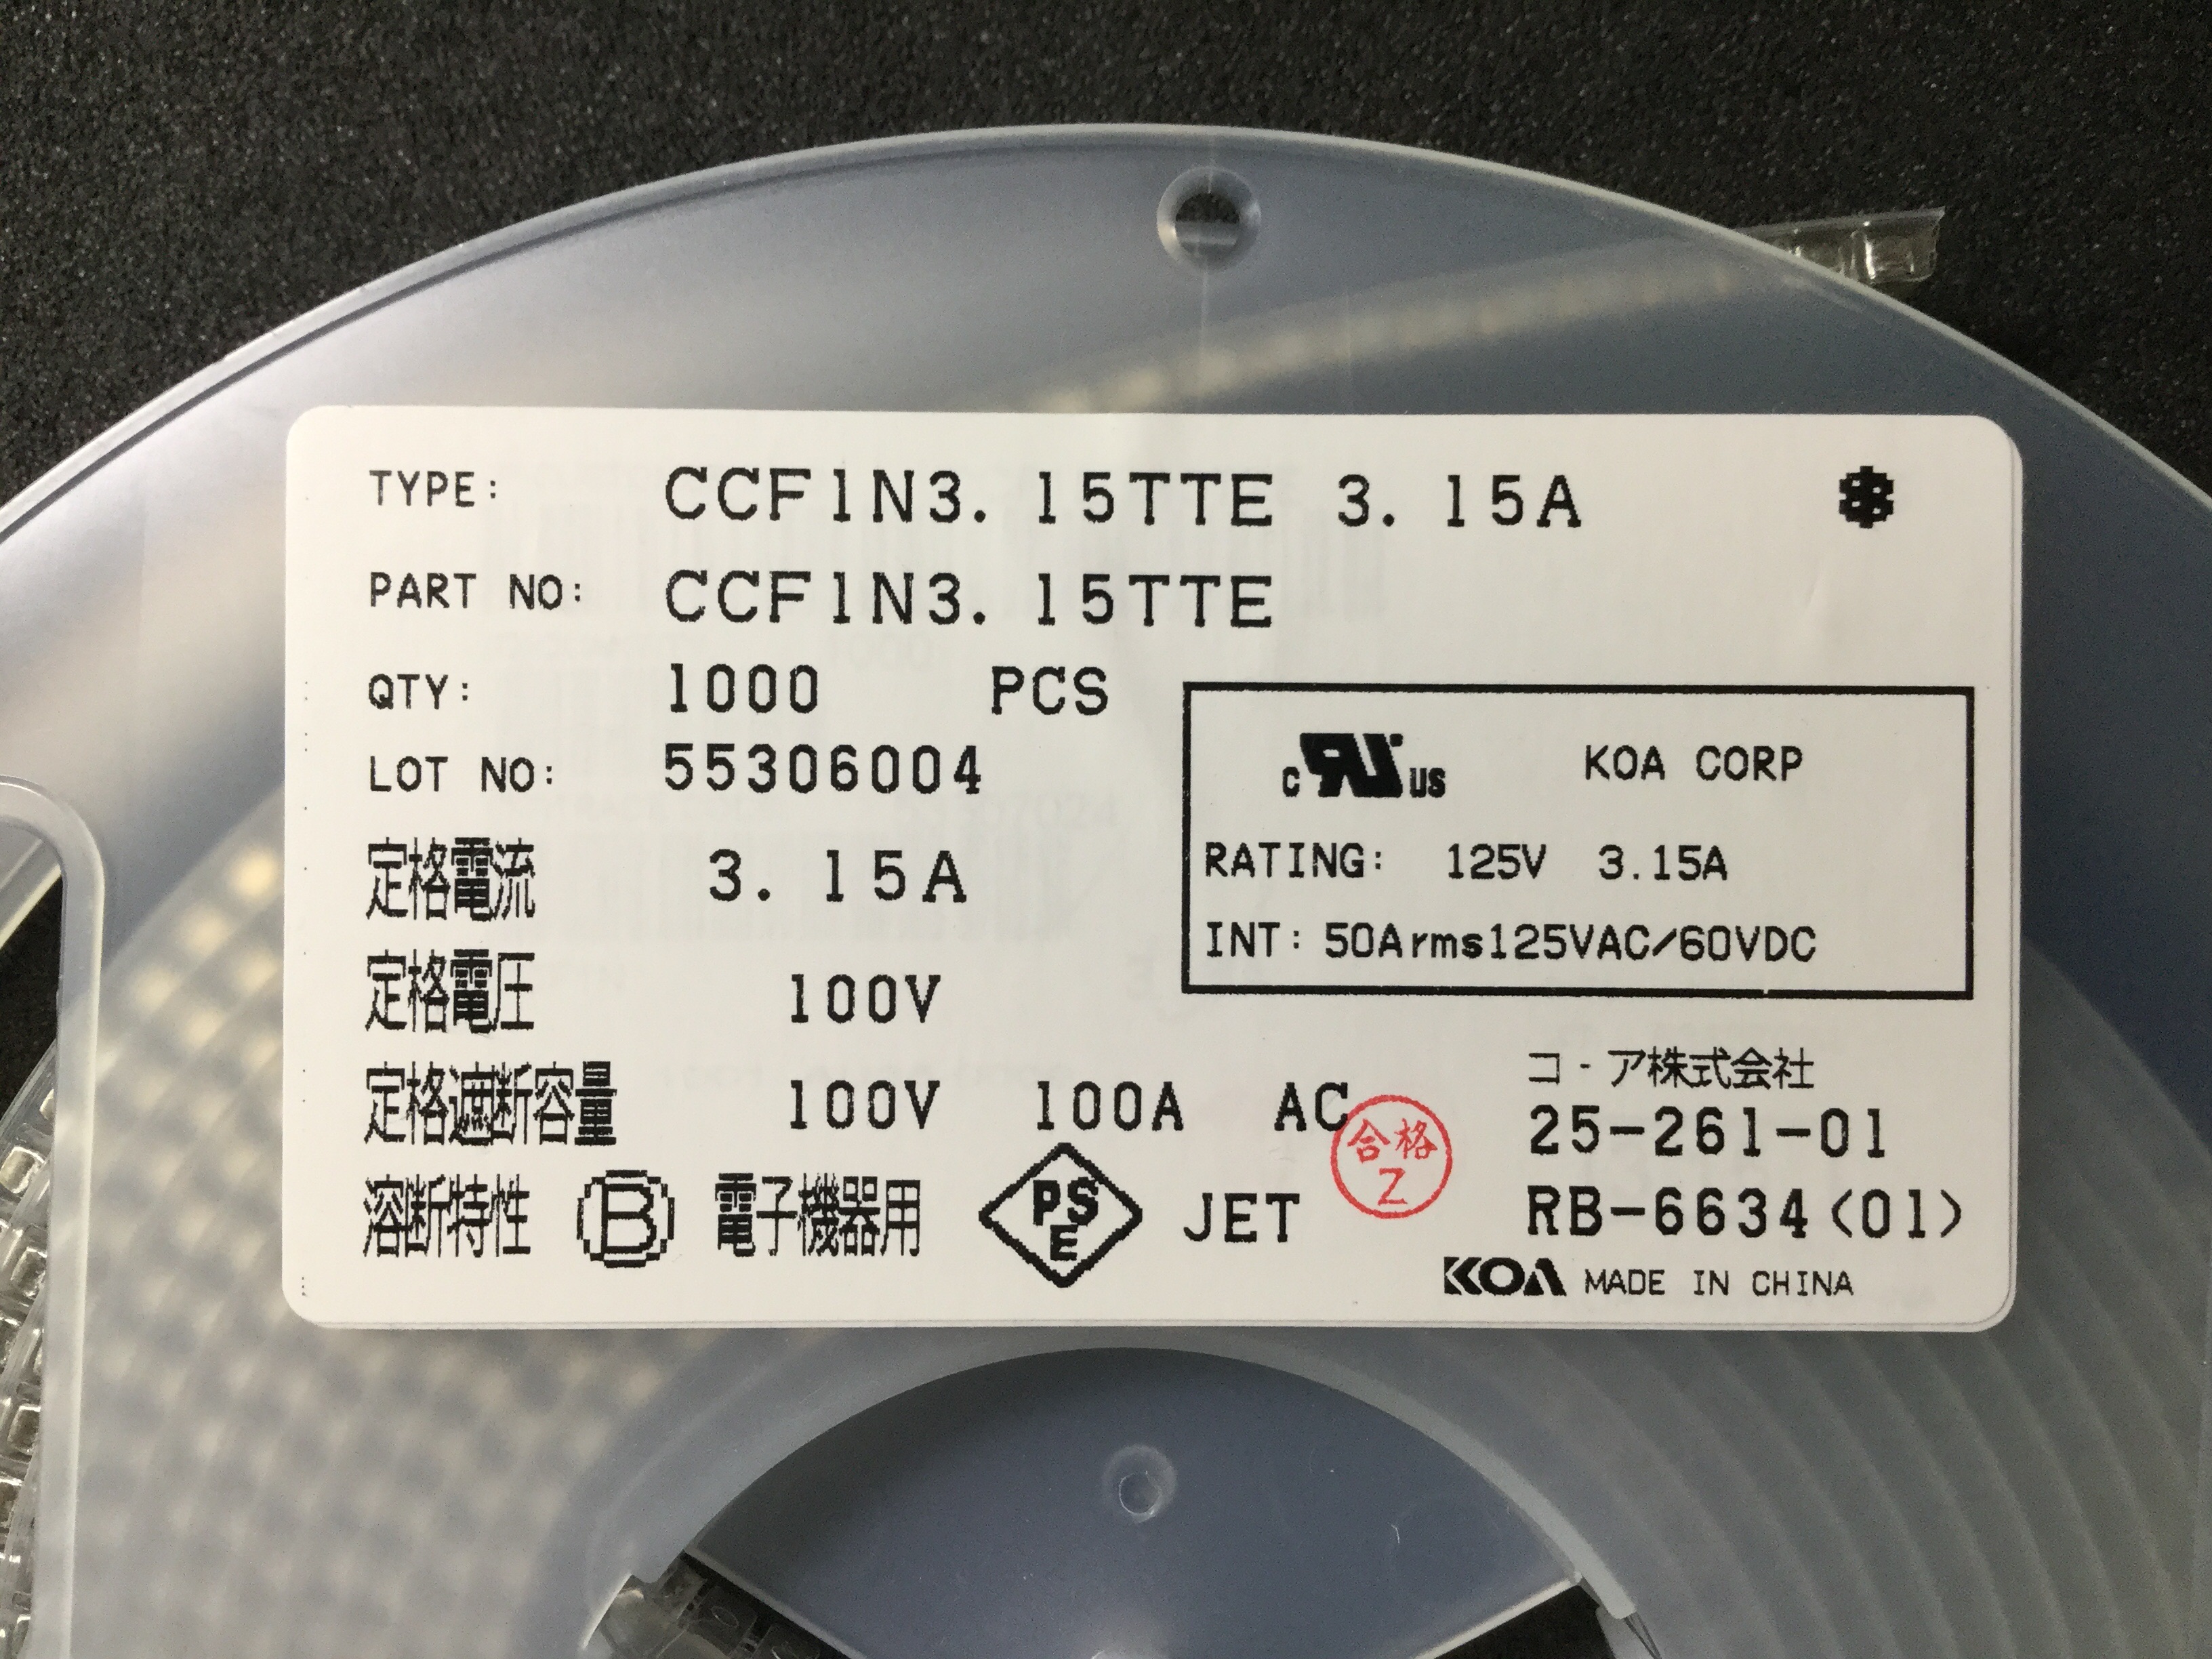 TYPE: CCF1N3.15TTE 3.15A ✽
PART NO: CCF1N3.15TTE
QTY: 1000 PCS
LOT NO: 55306004
cRUus KOA CORP
RATING: 125V 3.15A
INT: 50Arms125VAC/60VDC
定格電流 3.15A
定格電圧 100V
定格遮断容量 100V 100A AC
溶断特性 Ⓑ 電子機器用 PSE JET
合格
Z
コ-ア株式会社
25-261-01
RB-6634(01)
KOA MADE IN CHINA